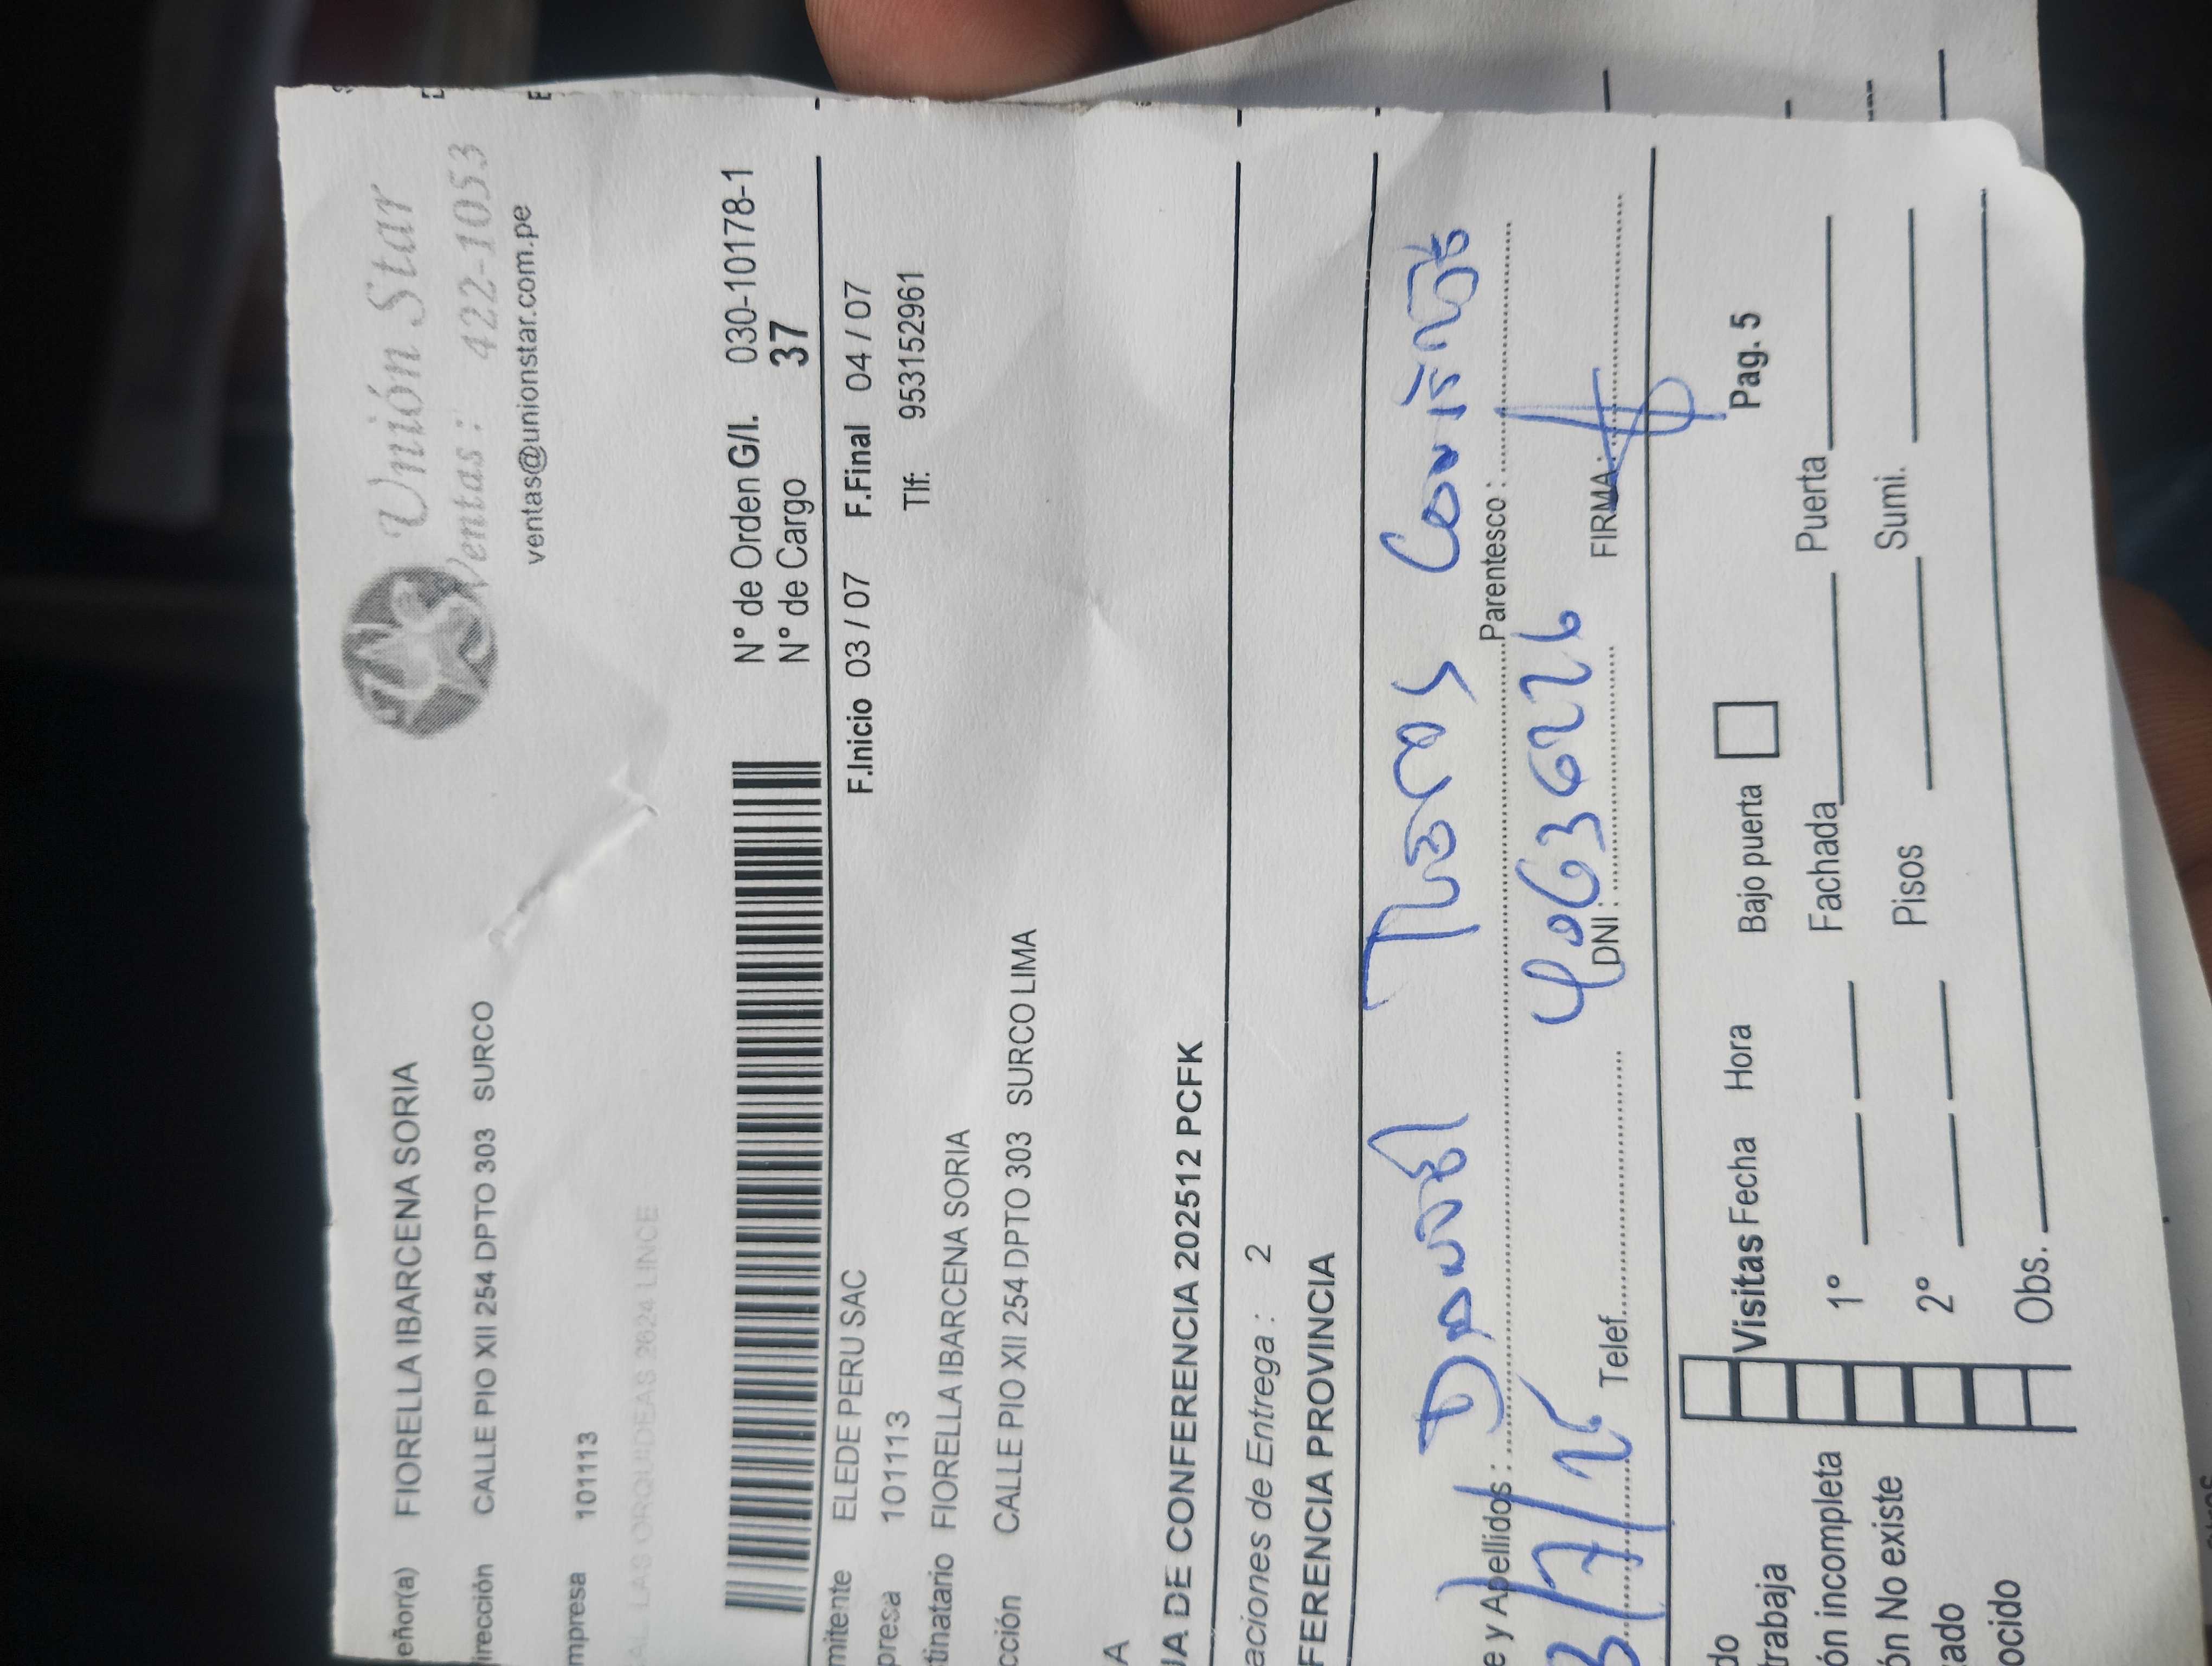 Unión Star
Ventas : 422-1053
ventas@unionstar.com.pe
eñor(a) FIORELLA IBARCENA SORIA
irección CALLE PIO XII 254 DPTO 303 SURCO
mpresa 101113
AL. LAS ORQUIDEAS 2624 LINCE
N° de Orden G/I. 030-10178-1
N° de Cargo 37
mitente ELEDE PERU SAC F.Inicio 03 / 07 F.Final 04 / 07
presa 101113 Tlf: 953152961
tinatario FIORELLA IBARCENA SORIA
cción CALLE PIO XII 254 DPTO 303 SURCO LIMA
A
IA DE CONFERENCIA 202512 PCFK
aciones de Entrega : 2
FERENCIA PROVINCIA
e y Apellidos : Parentesco :
3/7/26 Telef. DNI : 40636226 FIRMA:
Pag. 5
do Visitas Fecha Hora Bajo puerta
trabaja 1° Fachada Puerta
ón incompleta
ón No existe 2° Pisos Sumi.
ado
ocido Obs.